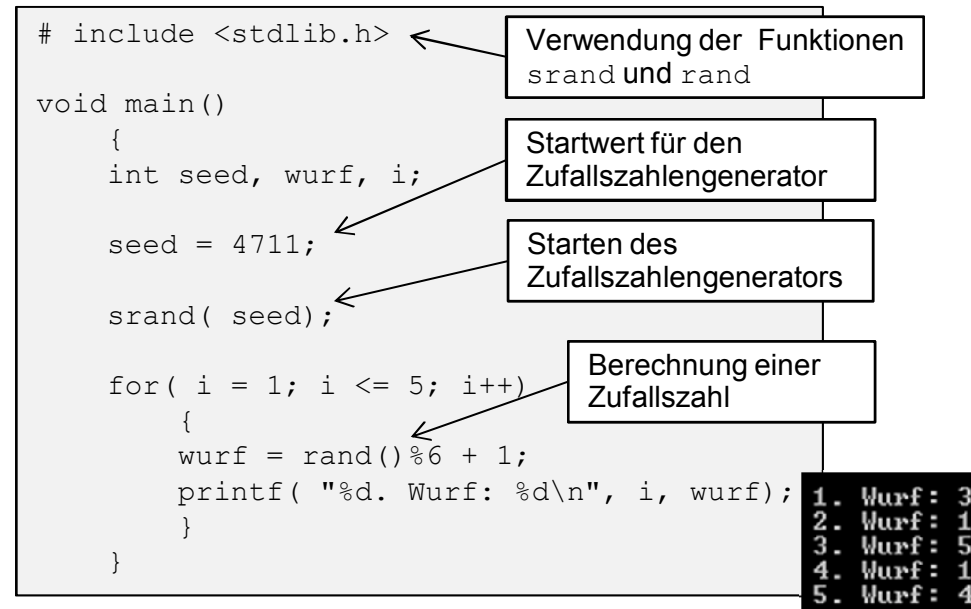 # include <stdlib.h>
Verwendung der Funktionen
srand und rand
void main()
{
Startwert für den
Zufallszahlengenerator
int seed, wurf, i;
seed = 4711;
Starten des
Zufallszahlengenerators
srand( seed);
Berechnung einer
Zufallszahl
for( i = 1; i <= 5; i++)
{
wurf = rand()%6 + 1;
printf( "%d. Wurf: %d\n", i, wurf);
}
}
1. Wurf: 3
2. Wurf: 1
3. Wurf: 5
4. Wurf: 1
5. Wurf: 4